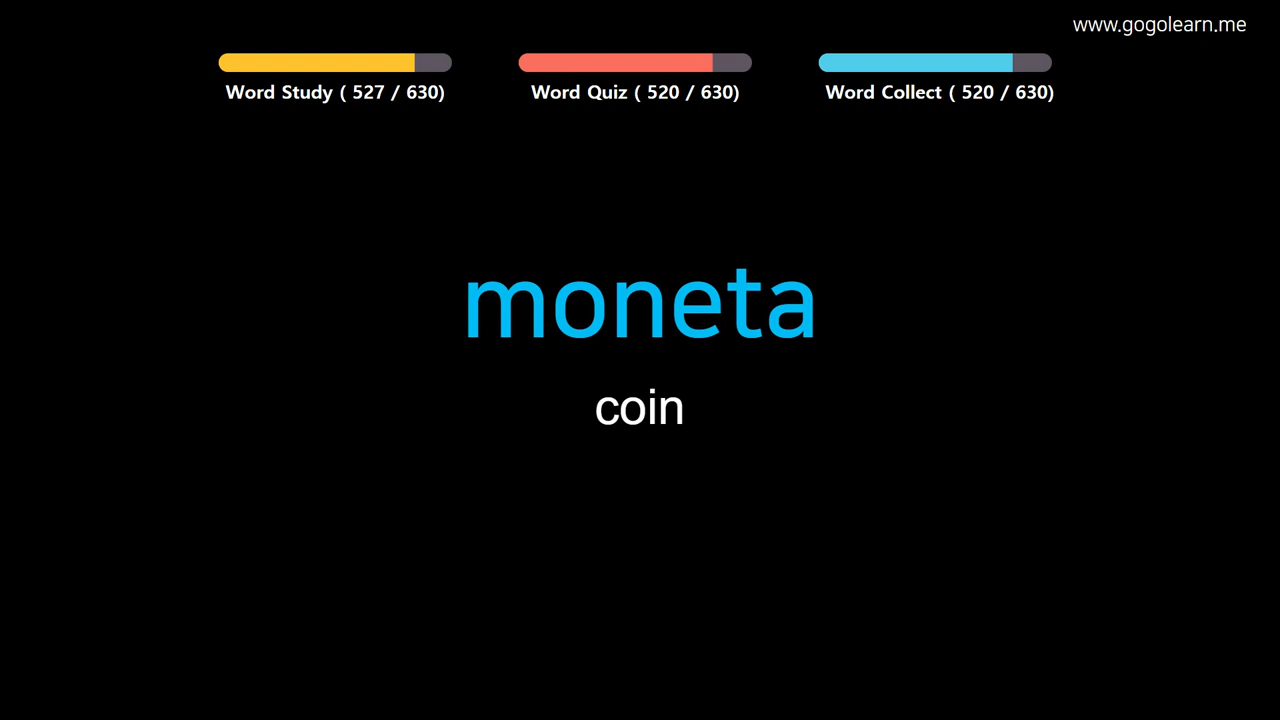 www.gogolearn.me
Word Study ( 527 / 630)
Word Quiz ( 520 / 630)
Word Collect ( 520 / 630)
moneta
coin